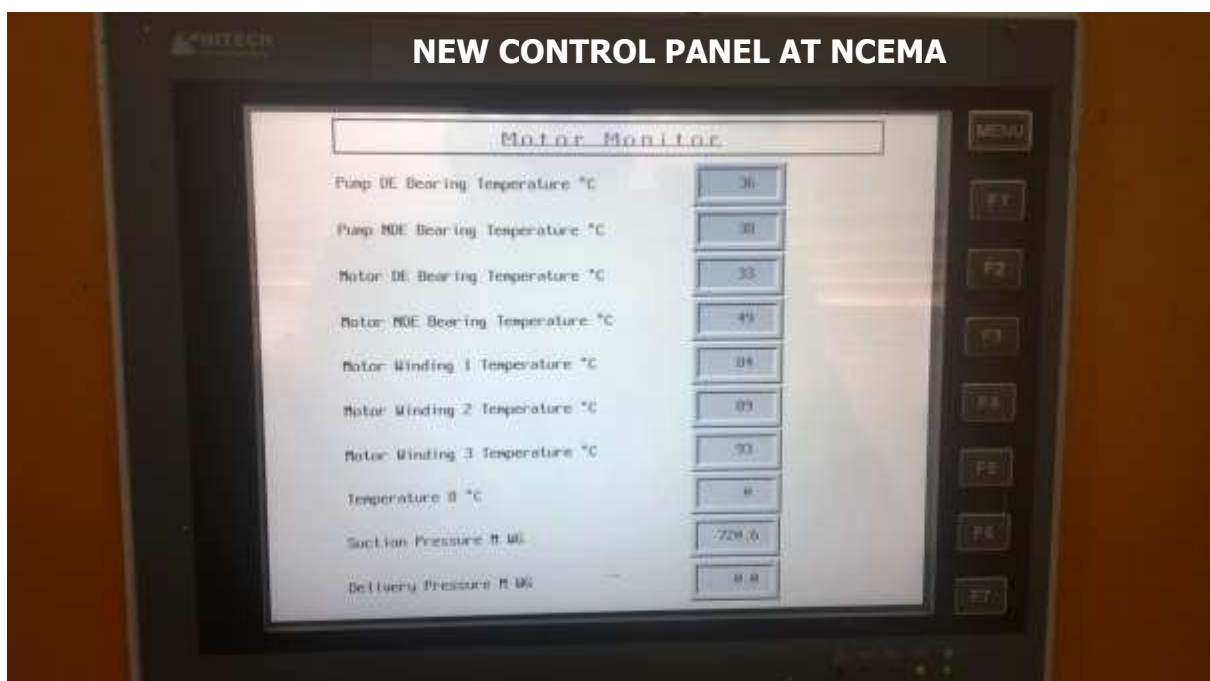 HITECH
NEW CONTROL PANEL AT NCEMA
Motor Monitor
MENU
Pump DE Bearing Temperature °C 36
F1
Pump NDE Bearing Temperature °C 38
Motor DE Bearing Temperature °C 33
F2
Motor NDE Bearing Temperature °C 49
F3
Motor Winding 1 Temperature °C 84
Motor Winding 2 Temperature °C 89
F4
Motor Winding 3 Temperature °C 93
F5
Temperature 8 °C 0
Suction Pressure M WG 720.6
F6
Delivery Pressure M WG 0.0
F7